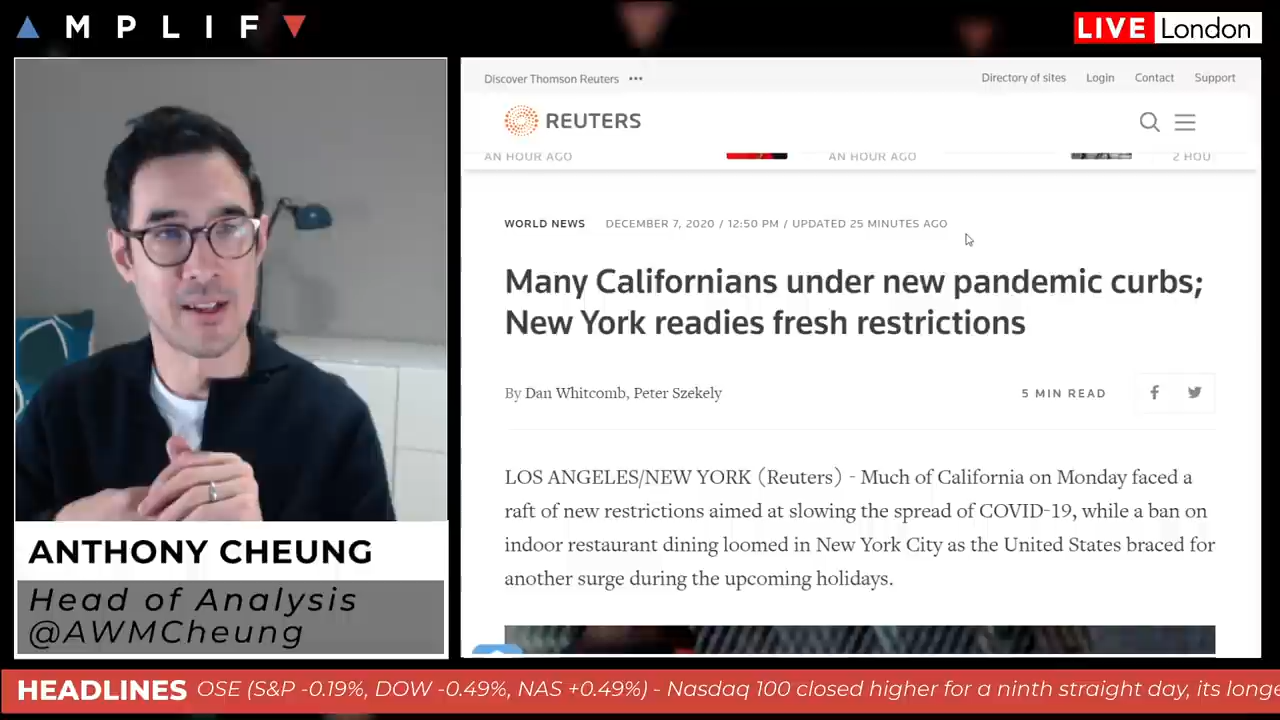 AMPLIFY
LIVE London
Discover Thomson Reuters •••
Directory of sites Login Contact Support
REUTERS
AN HOUR AGO
AN HOUR AGO
2 HOU
WORLD NEWS DECEMBER 7, 2020 / 12:50 PM / UPDATED 25 MINUTES AGO
Many Californians under new pandemic curbs;
New York readies fresh restrictions
By Dan Whitcomb, Peter Szekely
5 MIN READ
LOS ANGELES/NEW YORK (Reuters) - Much of California on Monday faced a
raft of new restrictions aimed at slowing the spread of COVID-19, while a ban on
indoor restaurant dining loomed in New York City as the United States braced for
another surge during the upcoming holidays.
ANTHONY CHEUNG
Head of Analysis
@AWMCheung
HEADLINES OSE (S&P -0.19%, DOW -0.49%, NAS +0.49%) - Nasdaq 100 closed higher for a ninth straight day, its longe